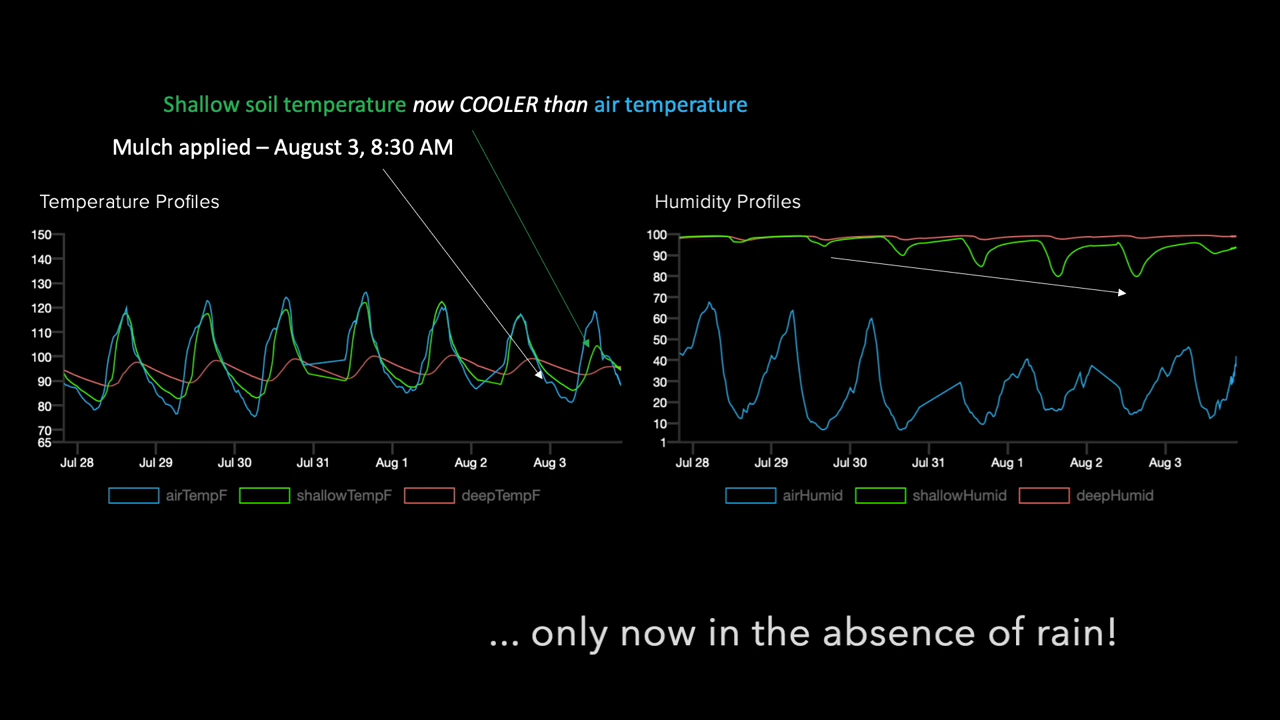 Shallow soil temperature now COOLER than air temperature
Mulch applied – August 3, 8:30 AM
Temperature Profiles
150
140
130
120
110
100
90
80
70
65
Jul 28 Jul 29 Jul 30 Jul 31 Aug 1 Aug 2 Aug 3
airTempF shallowTempF deepTempF
Humidity Profiles
100
90
80
70
60
50
40
30
20
10
1
Jul 28 Jul 29 Jul 30 Jul 31 Aug 1 Aug 2 Aug 3
airHumid shallowHumid deepHumid
... only now in the absence of rain!